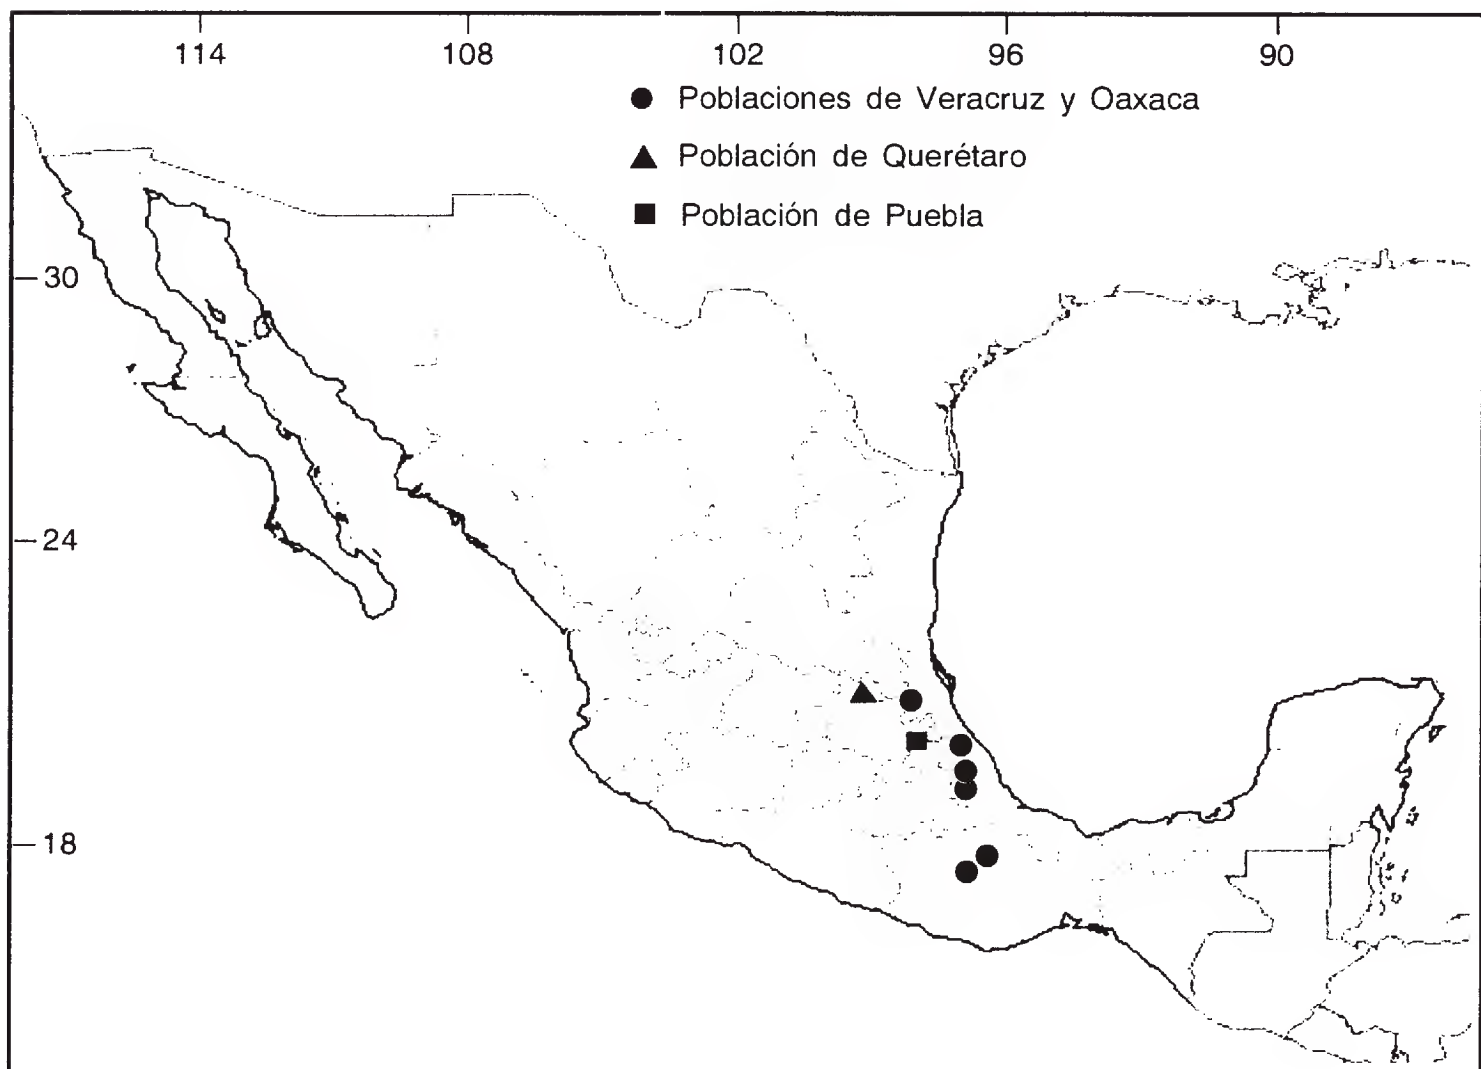 114 108 102 96 90
Poblaciones de Veracruz y Oaxaca
Población de Querétaro
Población de Puebla
30
24
18